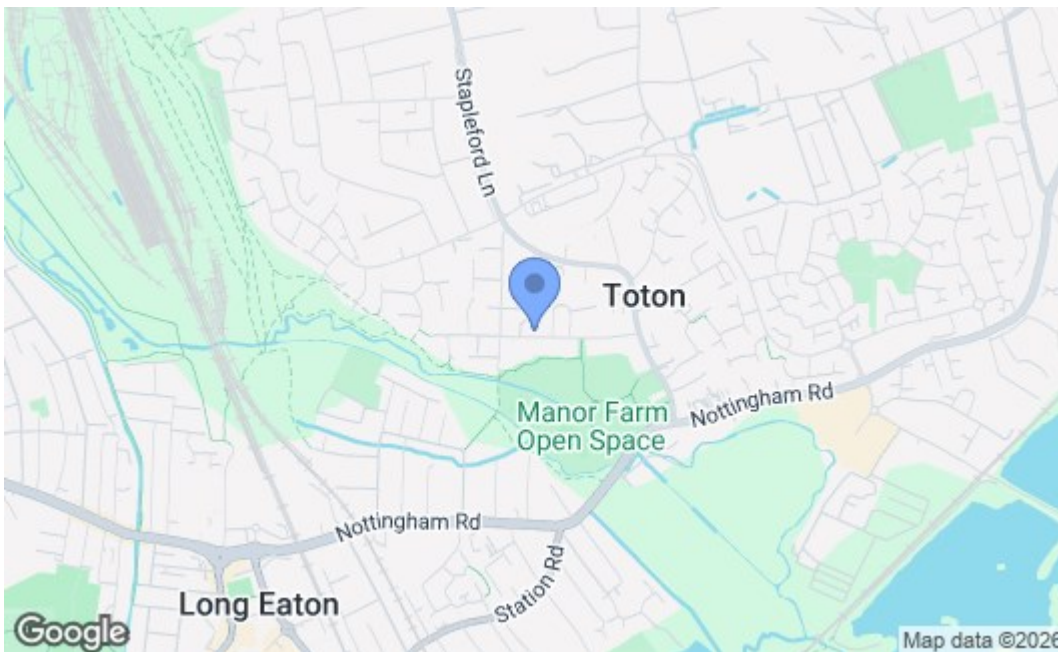 Stapleford Ln
Toton
Manor Farm
Open Space
Nottingham Rd
Nottingham Rd
Station Rd
Long Eaton
Google
Map data ©2026